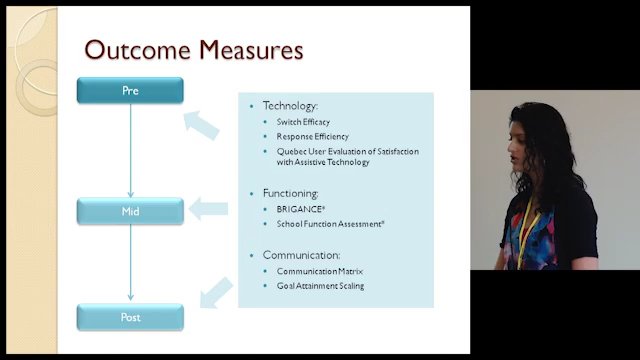 Outcome Measures
Pre
Mid
Post
Technology:
Switch Efficacy
Response Efficiency
Quebec User Evaluation of Satisfaction
with Assistive Technology
Functioning:
BRIGANCE*
School Function Assessment*
Communication:
Communication Matrix
Goal Attainment Scaling